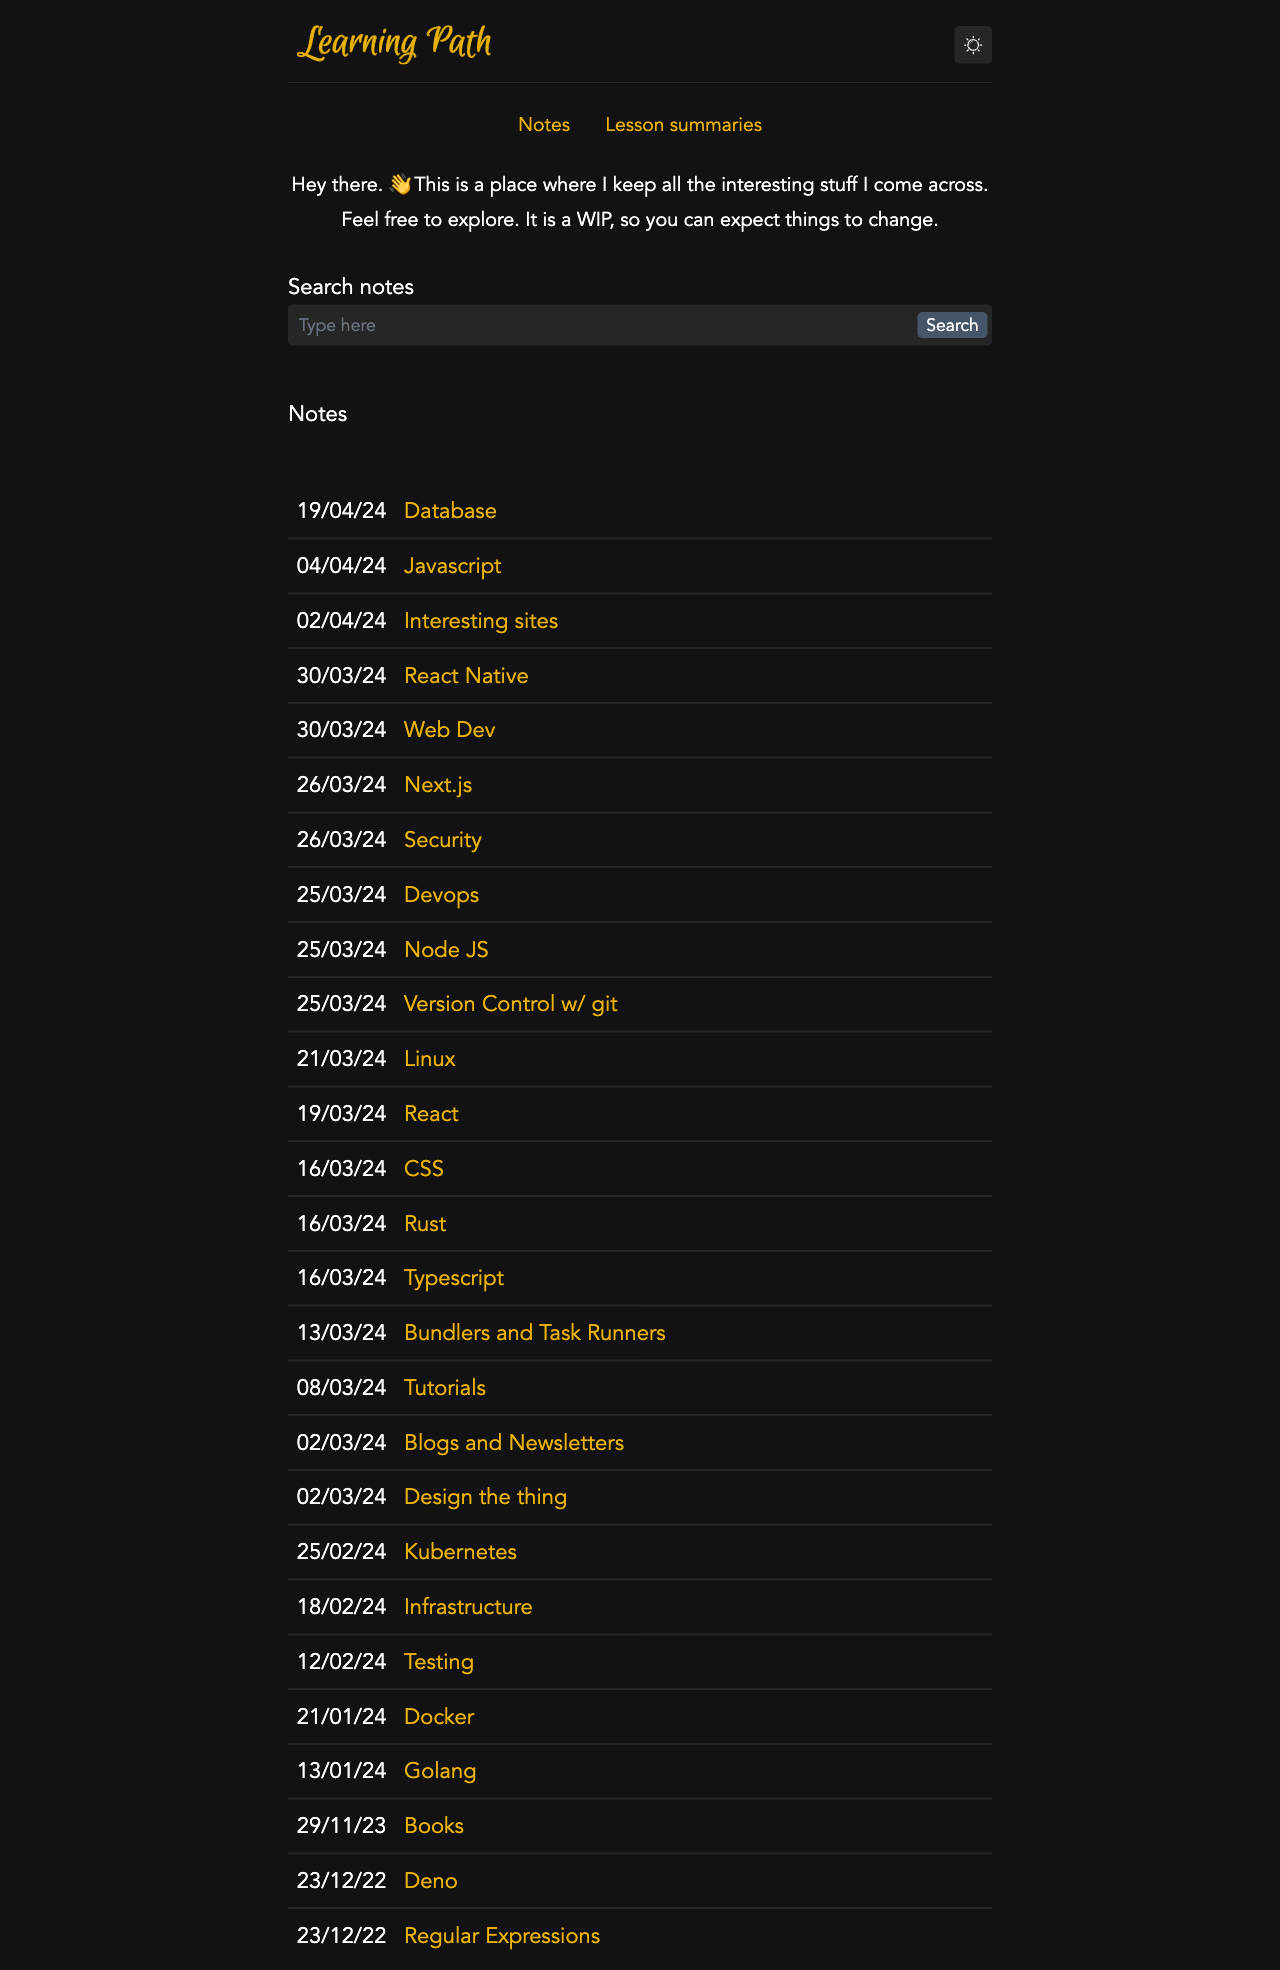 Learning Path
Notes Lesson summaries
Hey there. 👋This is a place where I keep all the interesting stuff I come across.
Feel free to explore. It is a WIP, so you can expect things to change.
Search notes
Type here Search
Notes
19/04/24 Database
04/04/24 Javascript
02/04/24 Interesting sites
30/03/24 React Native
30/03/24 Web Dev
26/03/24 Next.js
26/03/24 Security
25/03/24 Devops
25/03/24 Node JS
25/03/24 Version Control w/ git
21/03/24 Linux
19/03/24 React
16/03/24 CSS
16/03/24 Rust
16/03/24 Typescript
13/03/24 Bundlers and Task Runners
08/03/24 Tutorials
02/03/24 Blogs and Newsletters
02/03/24 Design the thing
25/02/24 Kubernetes
18/02/24 Infrastructure
12/02/24 Testing
21/01/24 Docker
13/01/24 Golang
29/11/23 Books
23/12/22 Deno
23/12/22 Regular Expressions